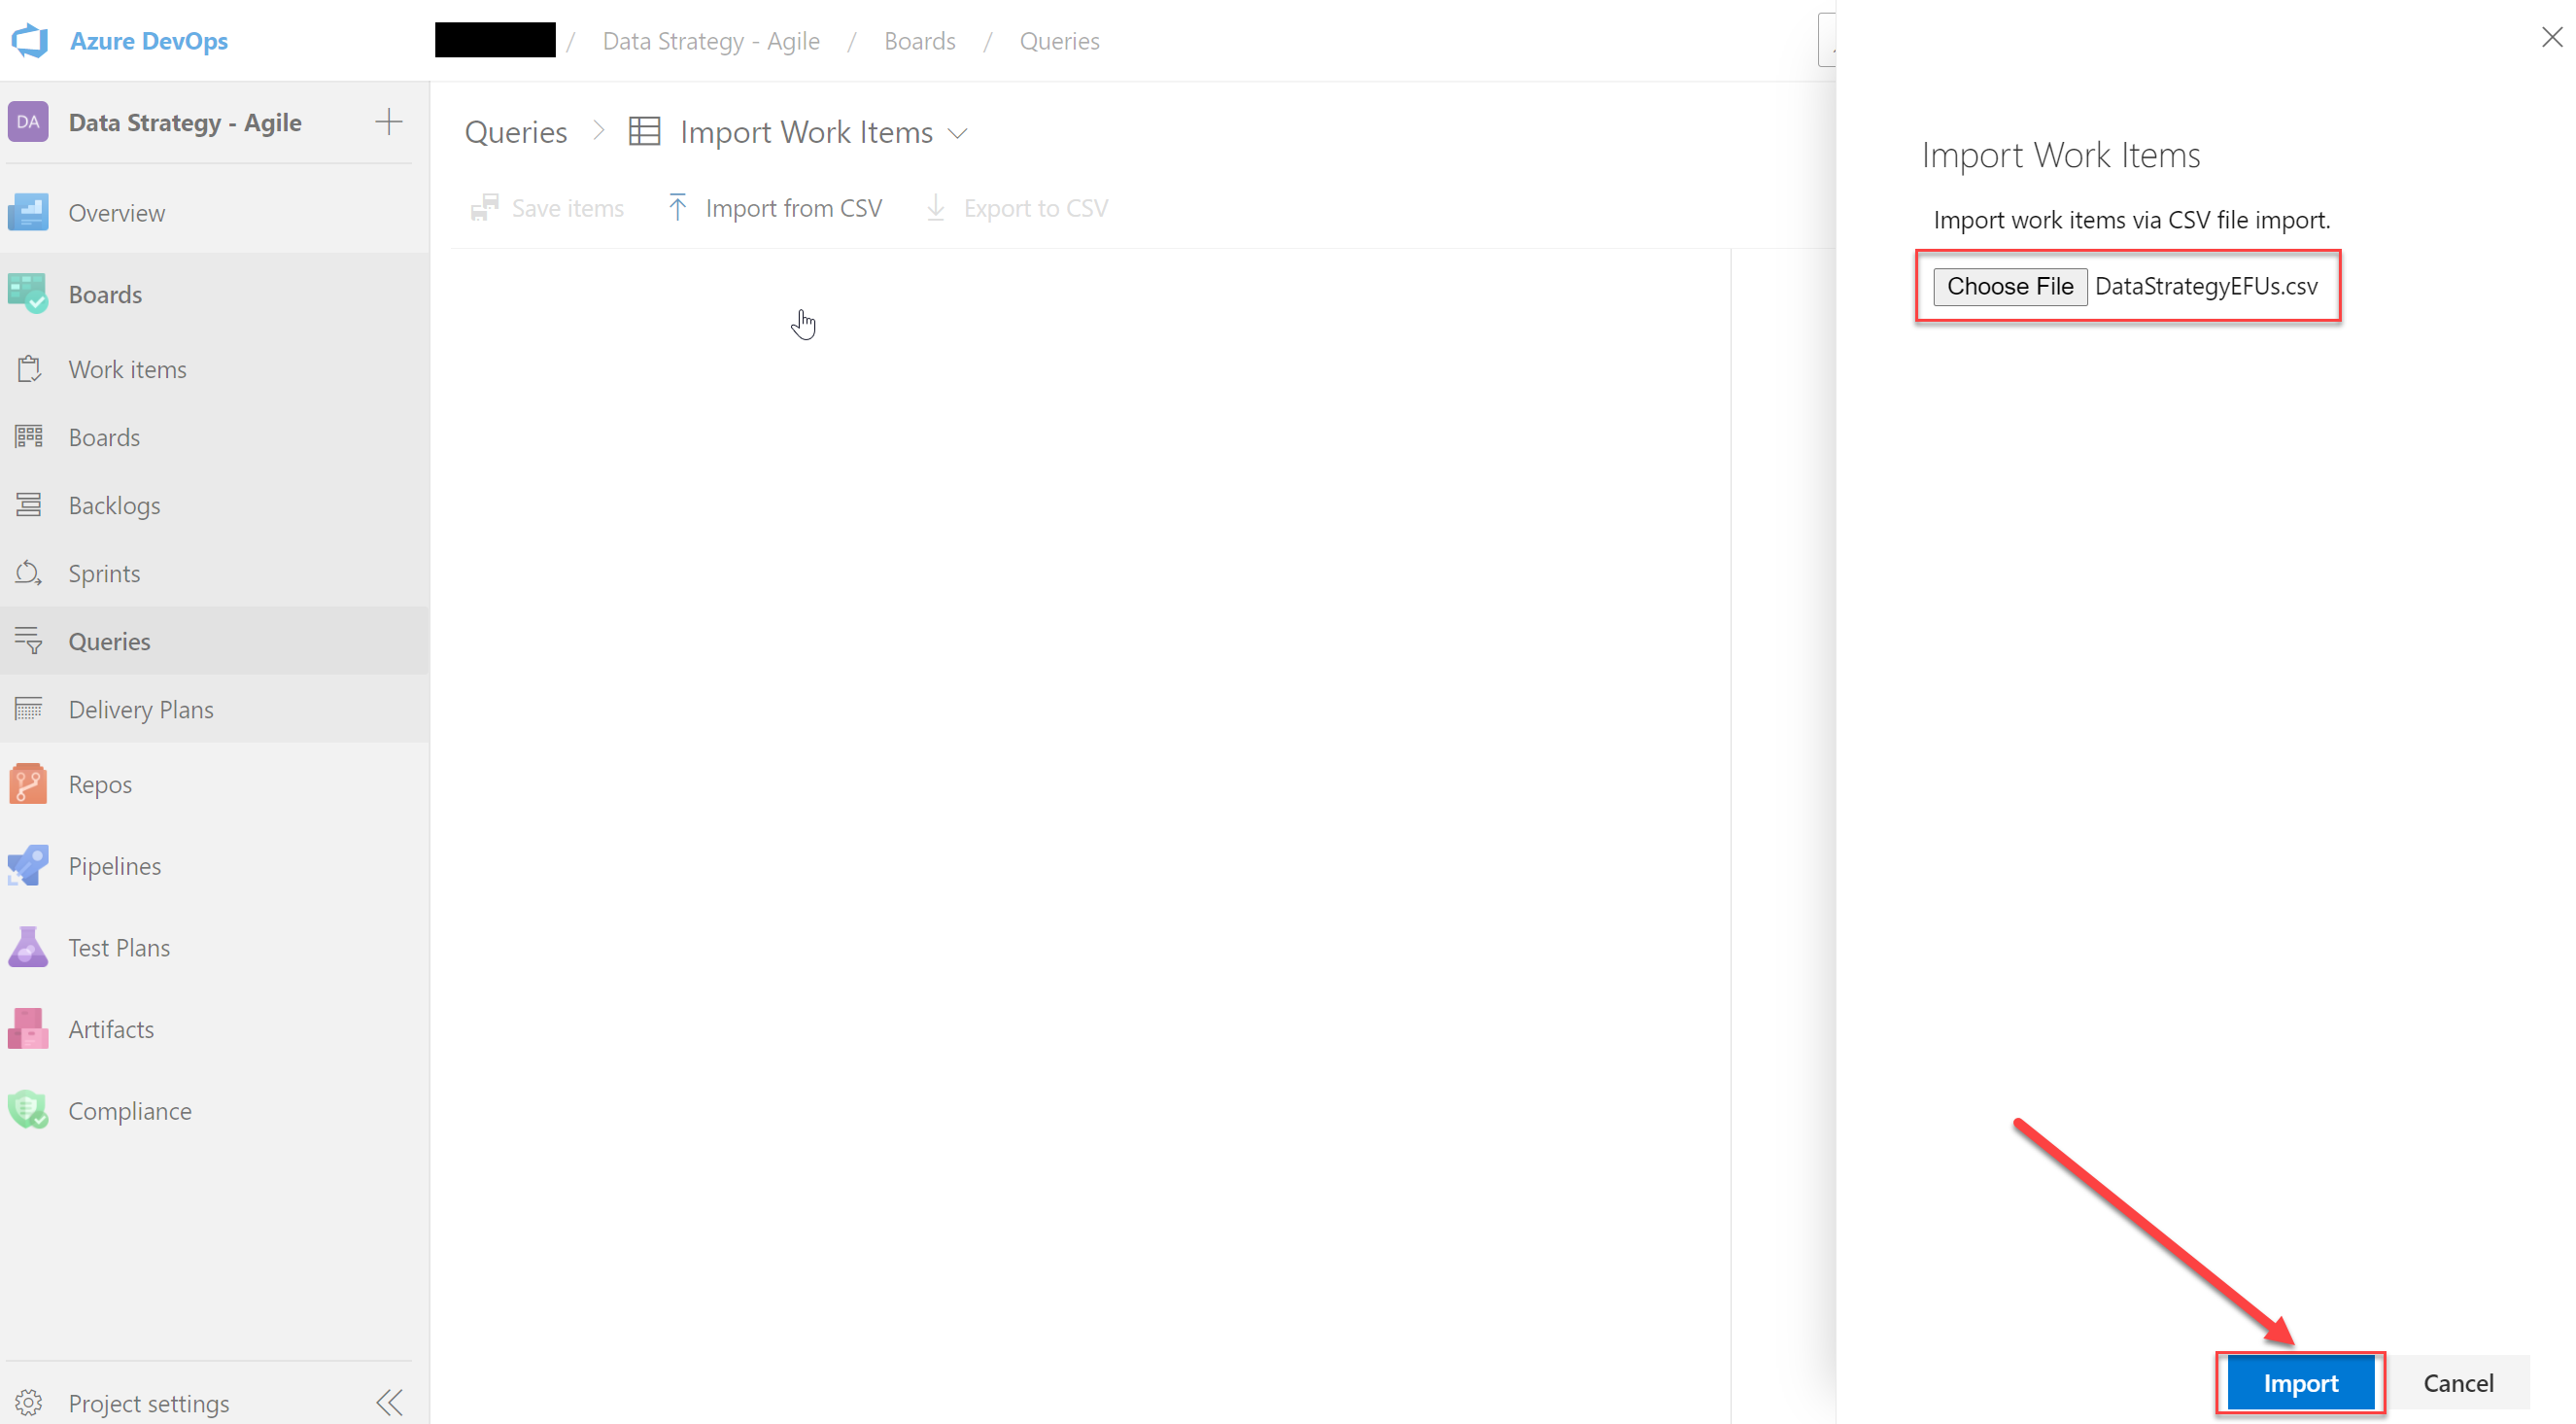 Azure DevOps
/ Data Strategy - Agile / Boards / Queries
DA Data Strategy - Agile
Overview
Boards
Work items
Boards
Backlogs
Sprints
Queries
Delivery Plans
Repos
Pipelines
Test Plans
Artifacts
Compliance
Project settings
Queries > Import Work Items
Save items Import from CSV Export to CSV
Import Work Items
Import work items via CSV file import.
Choose File DataStrategyEFUs.csv
Import Cancel